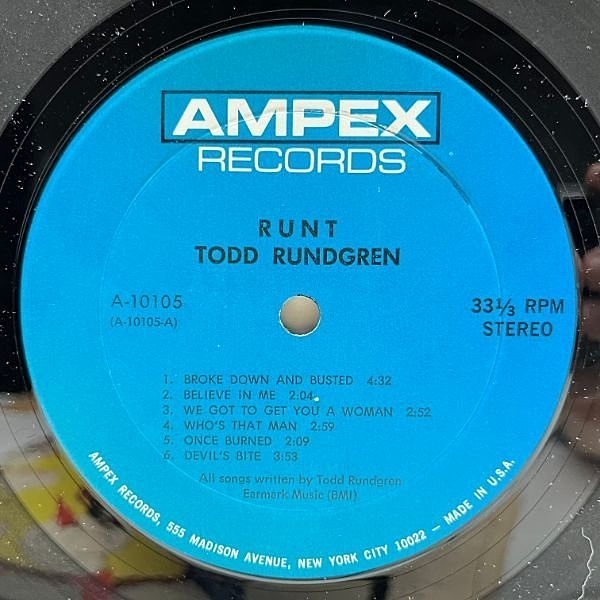 AMPEX
RECORDS
RUNT
TODD RUNDGREN
A-10105
(A-10105-A)
33⅓ RPM
STEREO
1. BROKE DOWN AND BUSTED 4:32
2. BELIEVE IN ME 2:04
3. WE GOT TO GET YOU A WOMAN 2:52
4. WHO'S THAT MAN 2:59
5. ONCE BURNED 2:09
6. DEVIL'S BITE 3:53
All songs written by Todd Rundgren
Earmark Music (BMI)
AMPEX RECORDS, 555 MADISON AVENUE, NEW YORK CITY 10022 — MADE IN U.S.A.